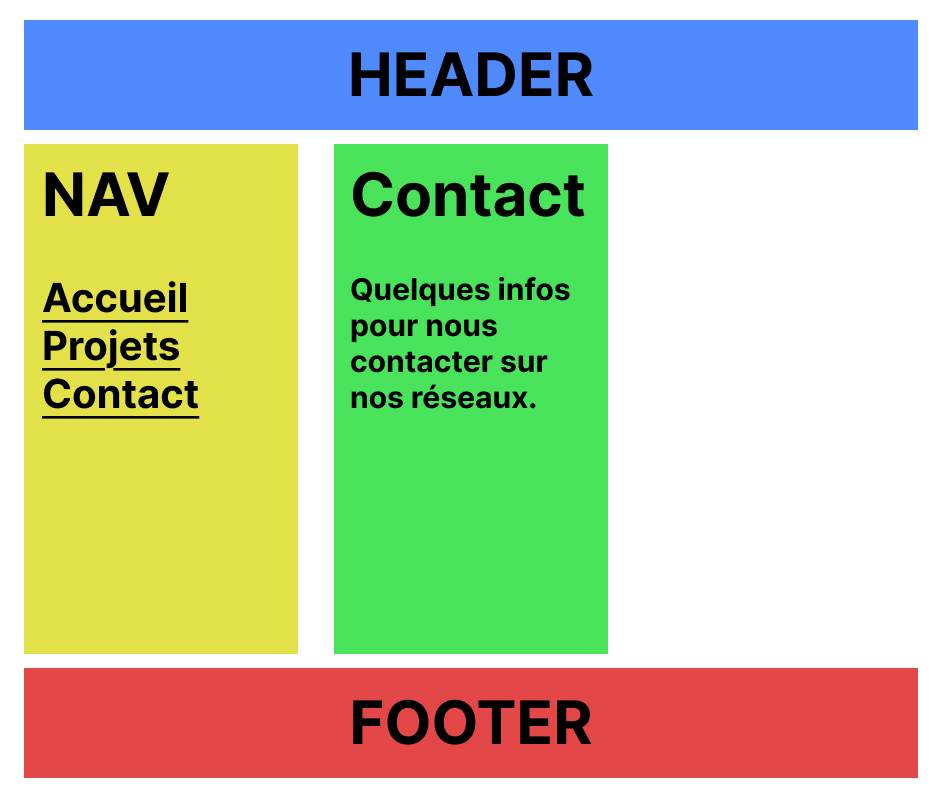 HEADER
NAV
Accueil
Projets
Contact
Contact
Quelques infos
pour nous
contacter sur
nos réseaux.
FOOTER